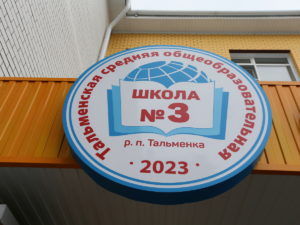 Тальменская средняя общеобразовательная
ШКОЛА
№3
р. п. Тальменка
· 2023 ·